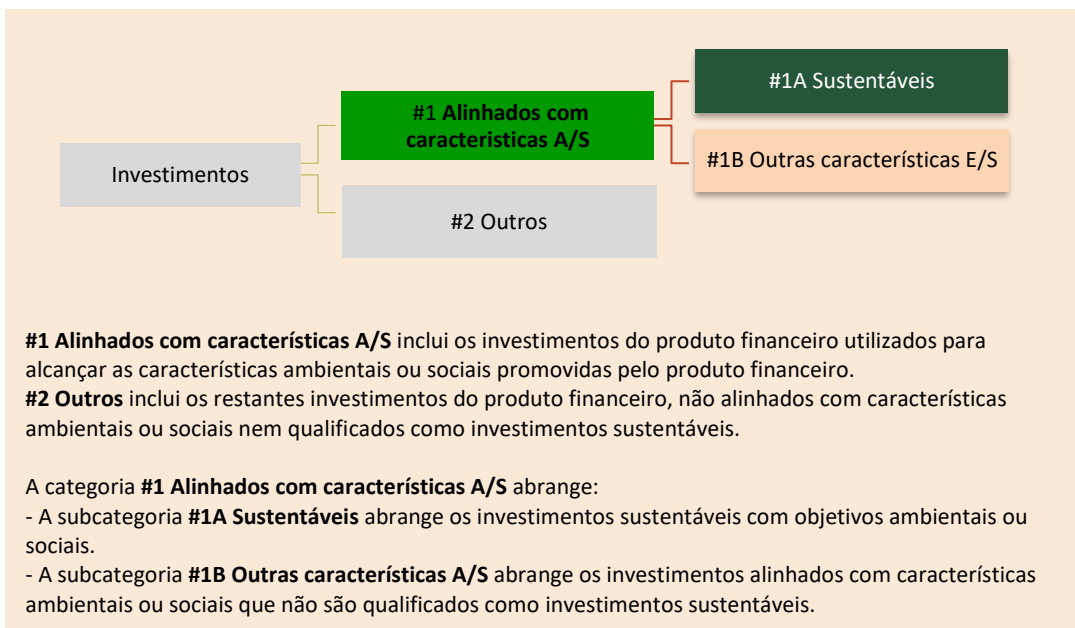 #1A Sustentáveis
#1 Alinhados com
caracteristicas A/S
#1B Outras características E/S
Investimentos
#2 Outros
#1 Alinhados com características A/S inclui os investimentos do produto financeiro utilizados para
alcançar as características ambientais ou sociais promovidas pelo produto financeiro.
#2 Outros inclui os restantes investimentos do produto financeiro, não alinhados com características
ambientais ou sociais nem qualificados como investimentos sustentáveis.
A categoria #1 Alinhados com características A/S abrange:
- A subcategoria #1A Sustentáveis abrange os investimentos sustentáveis com objetivos ambientais ou
sociais.
- A subcategoria #1B Outras características A/S abrange os investimentos alinhados com características
ambientais ou sociais que não são qualificados como investimentos sustentáveis.